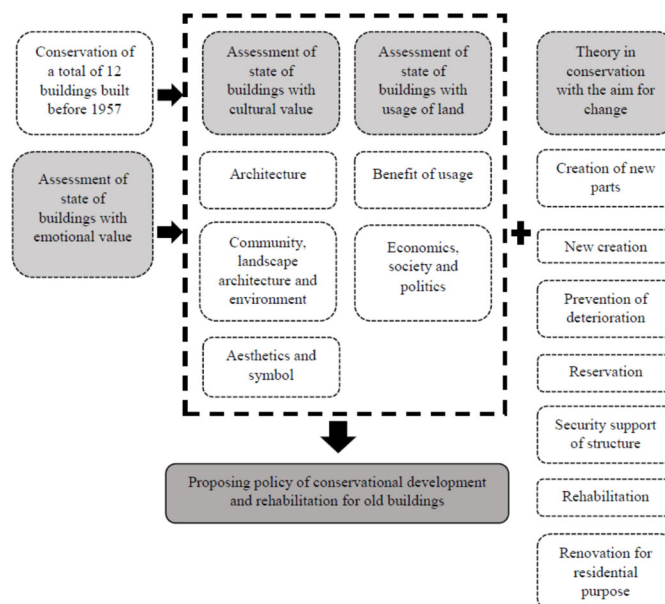 Conservation of
a total of 12
buildings built
before 1957
Assessment of
state of
buildings with
emotional value
Assessment of
state of
buildings with
cultural value
Architecture
Community,
landscape
architecture and
environment
Aesthetics and
symbol
Assessment of
state of
buildings with
usage of land
Benefit of usage
Economics,
society and
politics
Theory in
conservation
with the aim for
change
Creation of new
parts
New creation
Prevention of
deterioration
Reservation
Security support
of structure
Rehabilitation
Renovation for
residential
purpose
Proposing policy of conservational development
and rehabilitation for old buildings